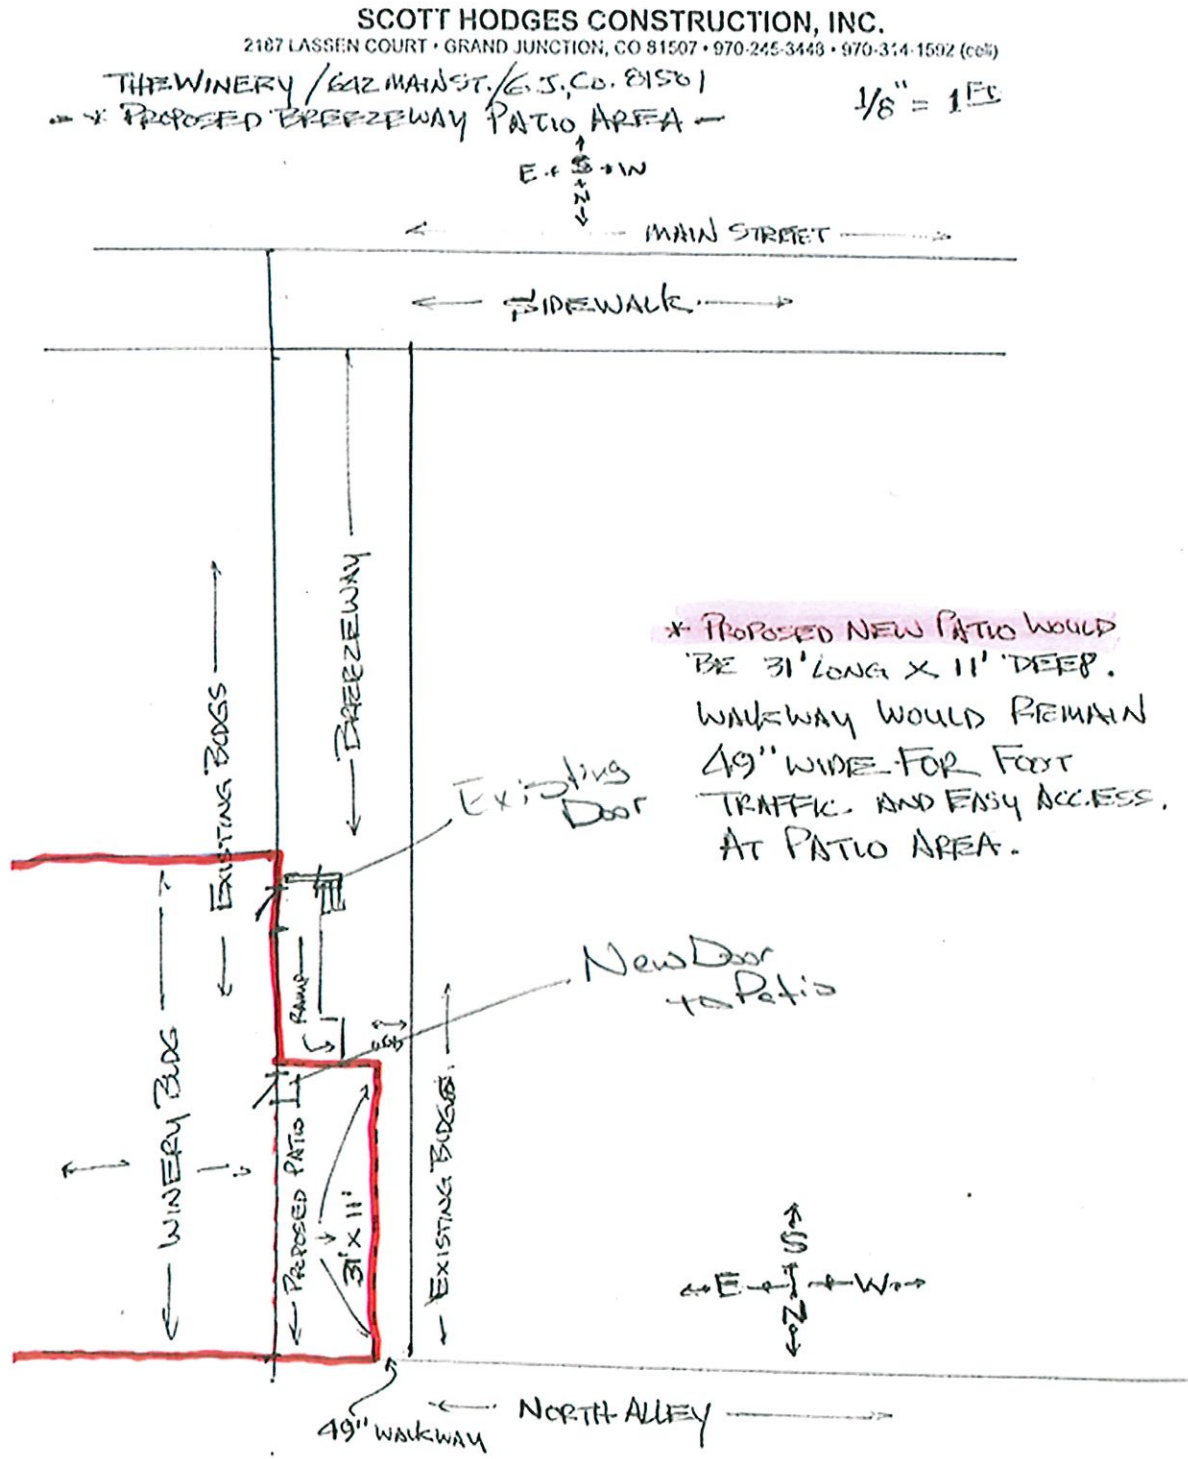 SCOTT HODGES CONSTRUCTION, INC.
2187 LASSEN COURT • GRAND JUNCTION, CO 81507 • 970-245-3448 • 970-314-1592 (cell)
THE WINERY / 642 MAIN ST. / G.J., CO. 81501
1/8" = 1 FT
* PROPOSED BREEZEWAY PATIO AREA
S
E W
N
MAIN STREET
SIDEWALK
BREEZEWAY
EXISTING BLDGS
* PROPOSED NEW PATIO WOULD
BE 31' LONG X 11' DEEP.
WALKWAY WOULD REMAIN
49" WIDE FOR FOOT
TRAFFIC AND EASY ACCESS.
AT PATIO AREA.
Existing
Door
New Door
to Patio
RAMP
WINERY BLDG
PROPOSED PATIO
31' X 11'
EXISTING BLDGS.
S
E W
N
NORTH ALLEY
49" WALKWAY